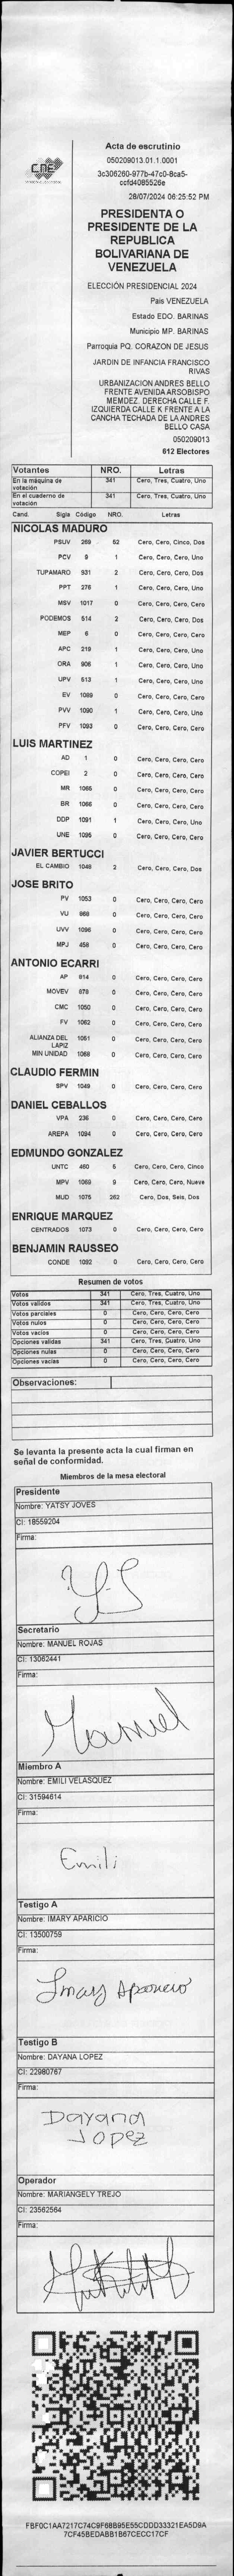 CNE
Acta de escrutinio
050209013.01.1.0001
3c306260-977b-47c0-8ca5-
ccfd4085526e
28/07/2024 06:25:52 PM
PRESIDENTA O
PRESIDENTE DE LA
REPUBLICA
BOLIVARIANA DE
VENEZUELA
ELECCIÓN PRESIDENCIAL 2024
País VENEZUELA
Estado EDO. BARINAS
Municipio MP. BARINAS
Parroquia PQ. CORAZON DE JESUS
JARDIN DE INFANCIA FRANCISCO
RIVAS
URBANIZACION ANDRES BELLO
FRENTE AVENIDA ARSOBISPO
MEMDEZ. DERECHA CALLE F.
IZQUIERDA CALLE K FRENTE A LA
CANCHA TECHADA DE LA ANDRES
BELLO CASA
050209013
612 Electores
Votantes NRO. Letras
En la máquina de votación 341 Cero, Tres, Cuatro, Uno
En el cuaderno de votación 341 Cero, Tres, Cuatro, Uno
Cand. Sigla Código NRO. Letras
NICOLAS MADURO
PSUV 269 52 Cero, Cero, Cinco, Dos
PCV 9 1 Cero, Cero, Cero, Uno
TUPAMARO 931 2 Cero, Cero, Cero, Dos
PPT 276 1 Cero, Cero, Cero, Uno
MSV 1017 0 Cero, Cero, Cero, Cero
PODEMOS 514 2 Cero, Cero, Cero, Dos
MEP 6 0 Cero, Cero, Cero, Cero
APC 219 1 Cero, Cero, Cero, Uno
ORA 906 1 Cero, Cero, Cero, Uno
UPV 513 1 Cero, Cero, Cero, Uno
EV 1089 0 Cero, Cero, Cero, Cero
PVV 1090 1 Cero, Cero, Cero, Uno
PFV 1093 0 Cero, Cero, Cero, Cero
LUIS MARTINEZ
AD 1 0 Cero, Cero, Cero, Cero
COPEI 2 0 Cero, Cero, Cero, Cero
MR 1065 0 Cero, Cero, Cero, Cero
BR 1066 0 Cero, Cero, Cero, Cero
DDP 1091 1 Cero, Cero, Cero, Uno
UNE 1095 0 Cero, Cero, Cero, Cero
JAVIER BERTUCCI
EL CAMBIO 1048 2 Cero, Cero, Cero, Dos
JOSE BRITO
PV 1053 0 Cero, Cero, Cero, Cero
VU 868 0 Cero, Cero, Cero, Cero
UVV 1096 0 Cero, Cero, Cero, Cero
MPJ 458 0 Cero, Cero, Cero, Cero
ANTONIO ECARRI
AP 814 0 Cero, Cero, Cero, Cero
MOVEV 878 0 Cero, Cero, Cero, Cero
CMC 1050 0 Cero, Cero, Cero, Cero
FV 1062 0 Cero, Cero, Cero, Cero
ALIANZA DEL LAPIZ 1051 0 Cero, Cero, Cero, Cero
MIN UNIDAD 1068 0 Cero, Cero, Cero, Cero
CLAUDIO FERMIN
SPV 1049 0 Cero, Cero, Cero, Cero
DANIEL CEBALLOS
VPA 236 0 Cero, Cero, Cero, Cero
AREPA 1094 0 Cero, Cero, Cero, Cero
EDMUNDO GONZALEZ
UNTC 460 5 Cero, Cero, Cero, Cinco
MPV 1069 9 Cero, Cero, Cero, Nueve
MUD 1075 262 Cero, Dos, Seis, Dos
ENRIQUE MARQUEZ
CENTRADOS 1073 0 Cero, Cero, Cero, Cero
BENJAMIN RAUSSEO
CONDE 1092 0 Cero, Cero, Cero, Cero
Resumen de votos
Votos 341 Cero, Tres, Cuatro, Uno
Votos validos 341 Cero, Tres, Cuatro, Uno
Votos parciales 0 Cero, Cero, Cero, Cero
Votos nulos 0 Cero, Cero, Cero, Cero
Votos vacios 0 Cero, Cero, Cero, Cero
Opciones validas 341 Cero, Tres, Cuatro, Uno
Opciones nulas 0 Cero, Cero, Cero, Cero
Opciones vacias 0 Cero, Cero, Cero, Cero
Observaciones:
Se levanta la presente acta la cual firman en
señal de conformidad.
Miembros de la mesa electoral
Presidente
Nombre: YATSY JOVES
CI: 18559204
Firma:
Secretario
Nombre: MANUEL ROJAS
CI: 13062441
Firma:
Manuel
Miembro A
Nombre: EMILI VELASQUEZ
CI: 31594614
Firma:
Emili
Testigo A
Nombre: IMARY APARICIO
CI: 13500759
Firma:
Imary Aparicio
Testigo B
Nombre: DAYANA LOPEZ
CI: 22980767
Firma:
Dayana
Lopez
Operador
Nombre: MARIANGELY TREJO
CI: 23562564
Firma:
FBF0C1AA7217C74C9F68B95E55CDDD33321EA5D9A
7CF45BEDABB1B67CECC17CF